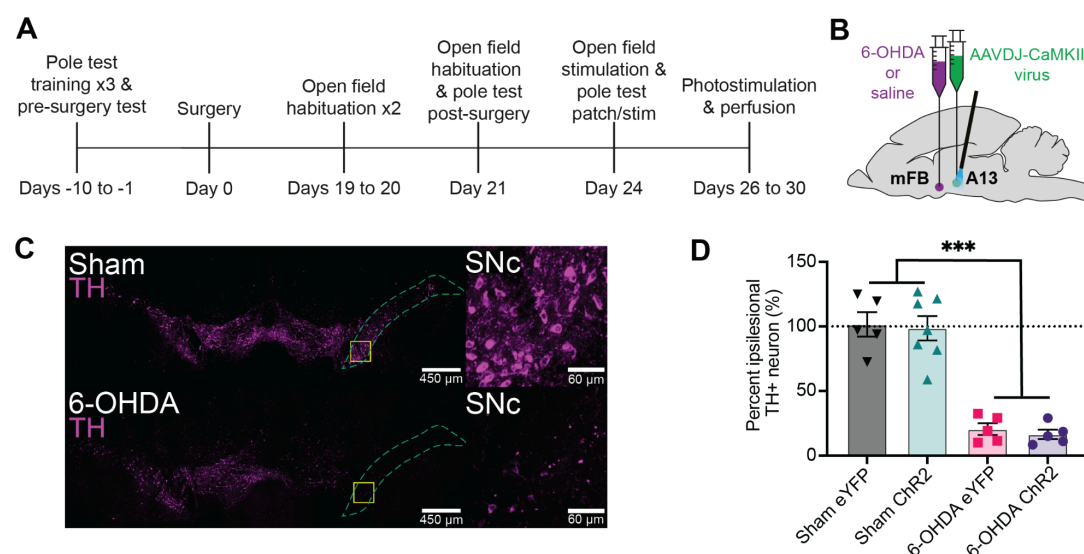 A
Pole test
training x3 &
pre-surgery test
Surgery
Open field
habituation x2
Open field
habituation
& pole test
post-surgery
Open field
stimulation &
pole test
patch/stim
Photostimulation
& perfusion
Days -10 to -1
Day 0
Days 19 to 20
Day 21
Day 24
Days 26 to 30
B
6-OHDA
or
saline
AAVDJ-CaMKII
virus
mFB
A13
C
Sham
TH
450 µm
SNc
60 µm
6-OHDA
TH
450 µm
SNc
60 µm
D
***
Percent ipsilesional
TH+ neuron (%)
150
100
50
0
Sham eYFP
Sham ChR2
6-OHDA eYFP
6-OHDA ChR2